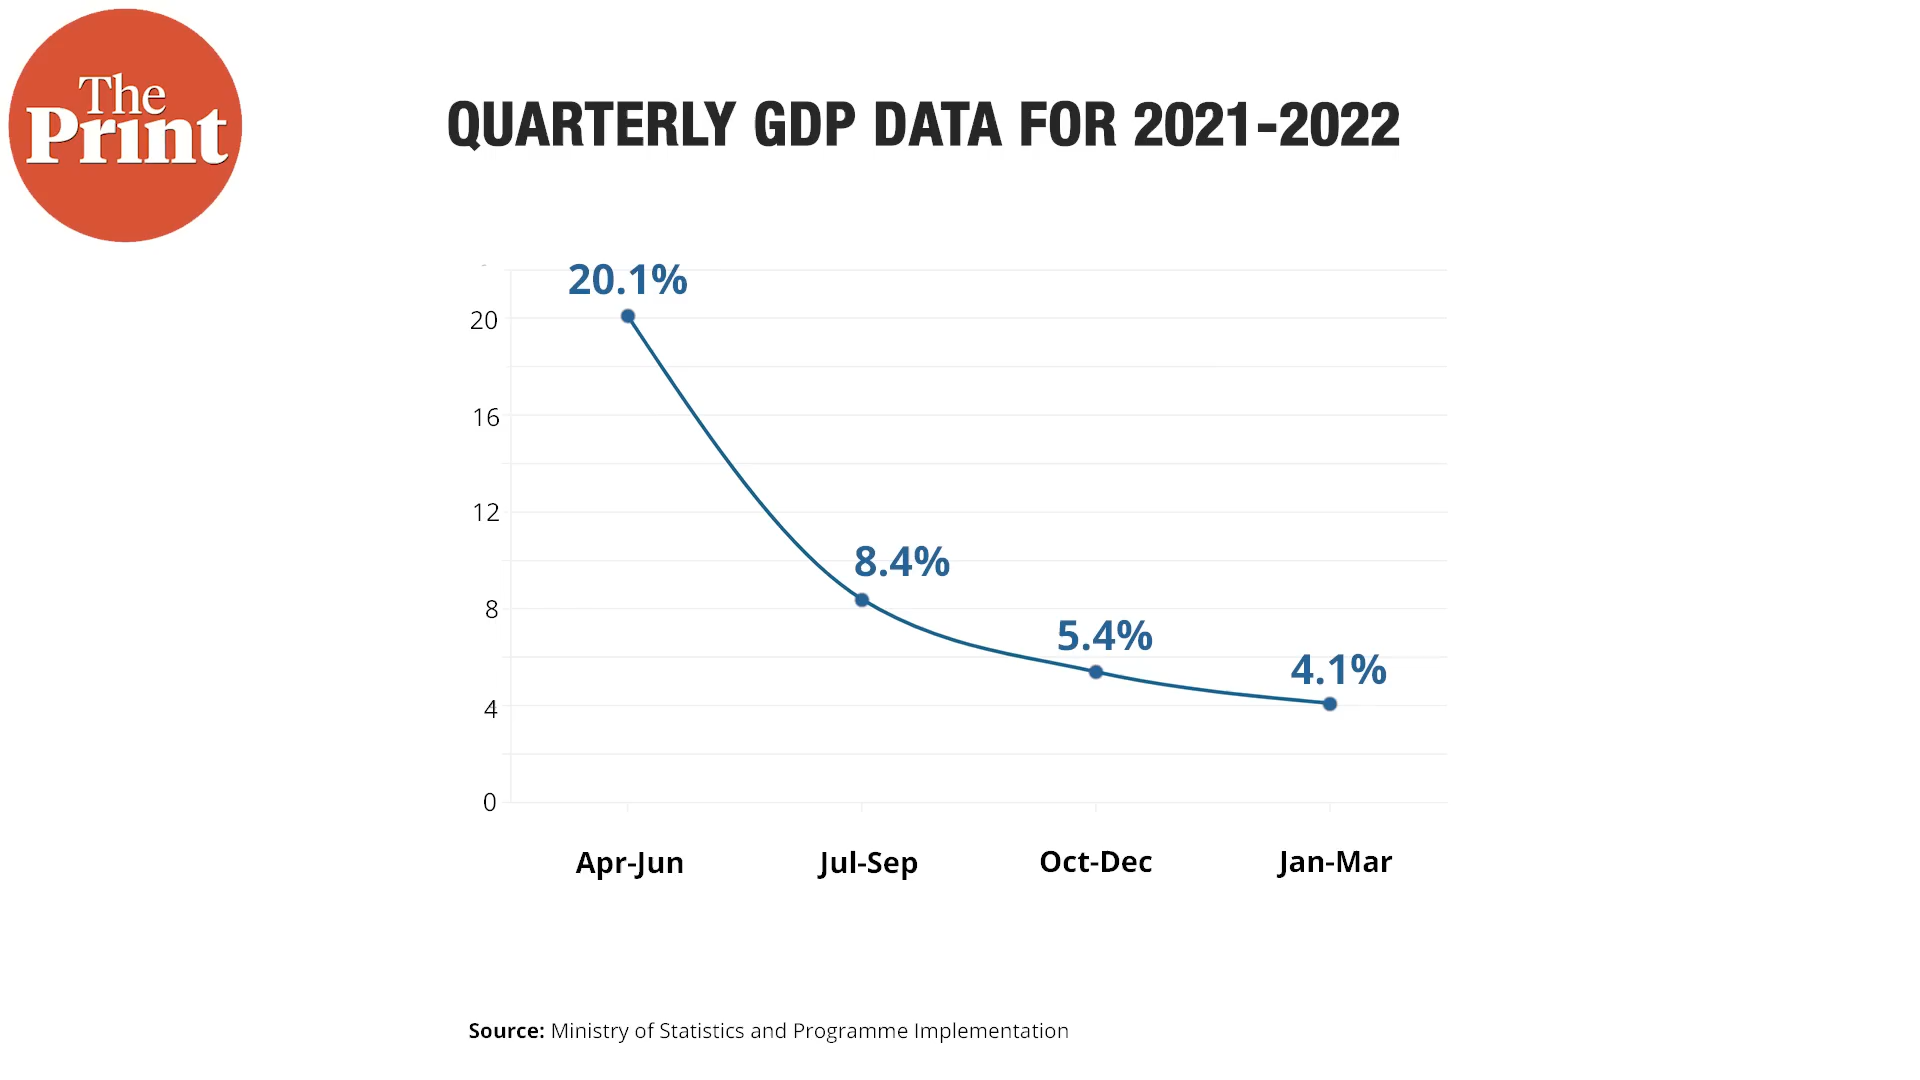 The
Print
QUARTERLY GDP DATA FOR 2021-2022
20.1%
20
16
12
8.4%
8
5.4%
4.1%
4
0
Apr-Jun Jul-Sep Oct-Dec Jan-Mar
Source: Ministry of Statistics and Programme Implementation